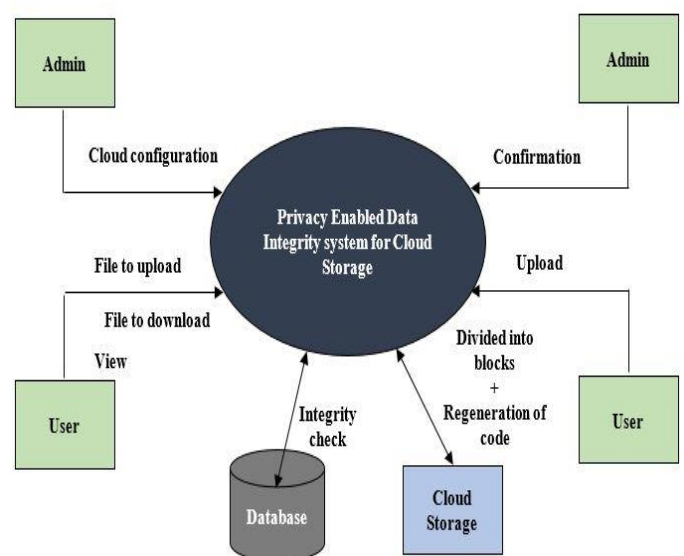 Admin
Admin
Cloud configuration
Confirmation
Privacy Enabled Data
Integrity system for Cloud
Storage
File to upload
Upload
File to download
View
Divided into
blocks
+
Regeneration of
code
User
Integrity
check
User
Database
Cloud
Storage